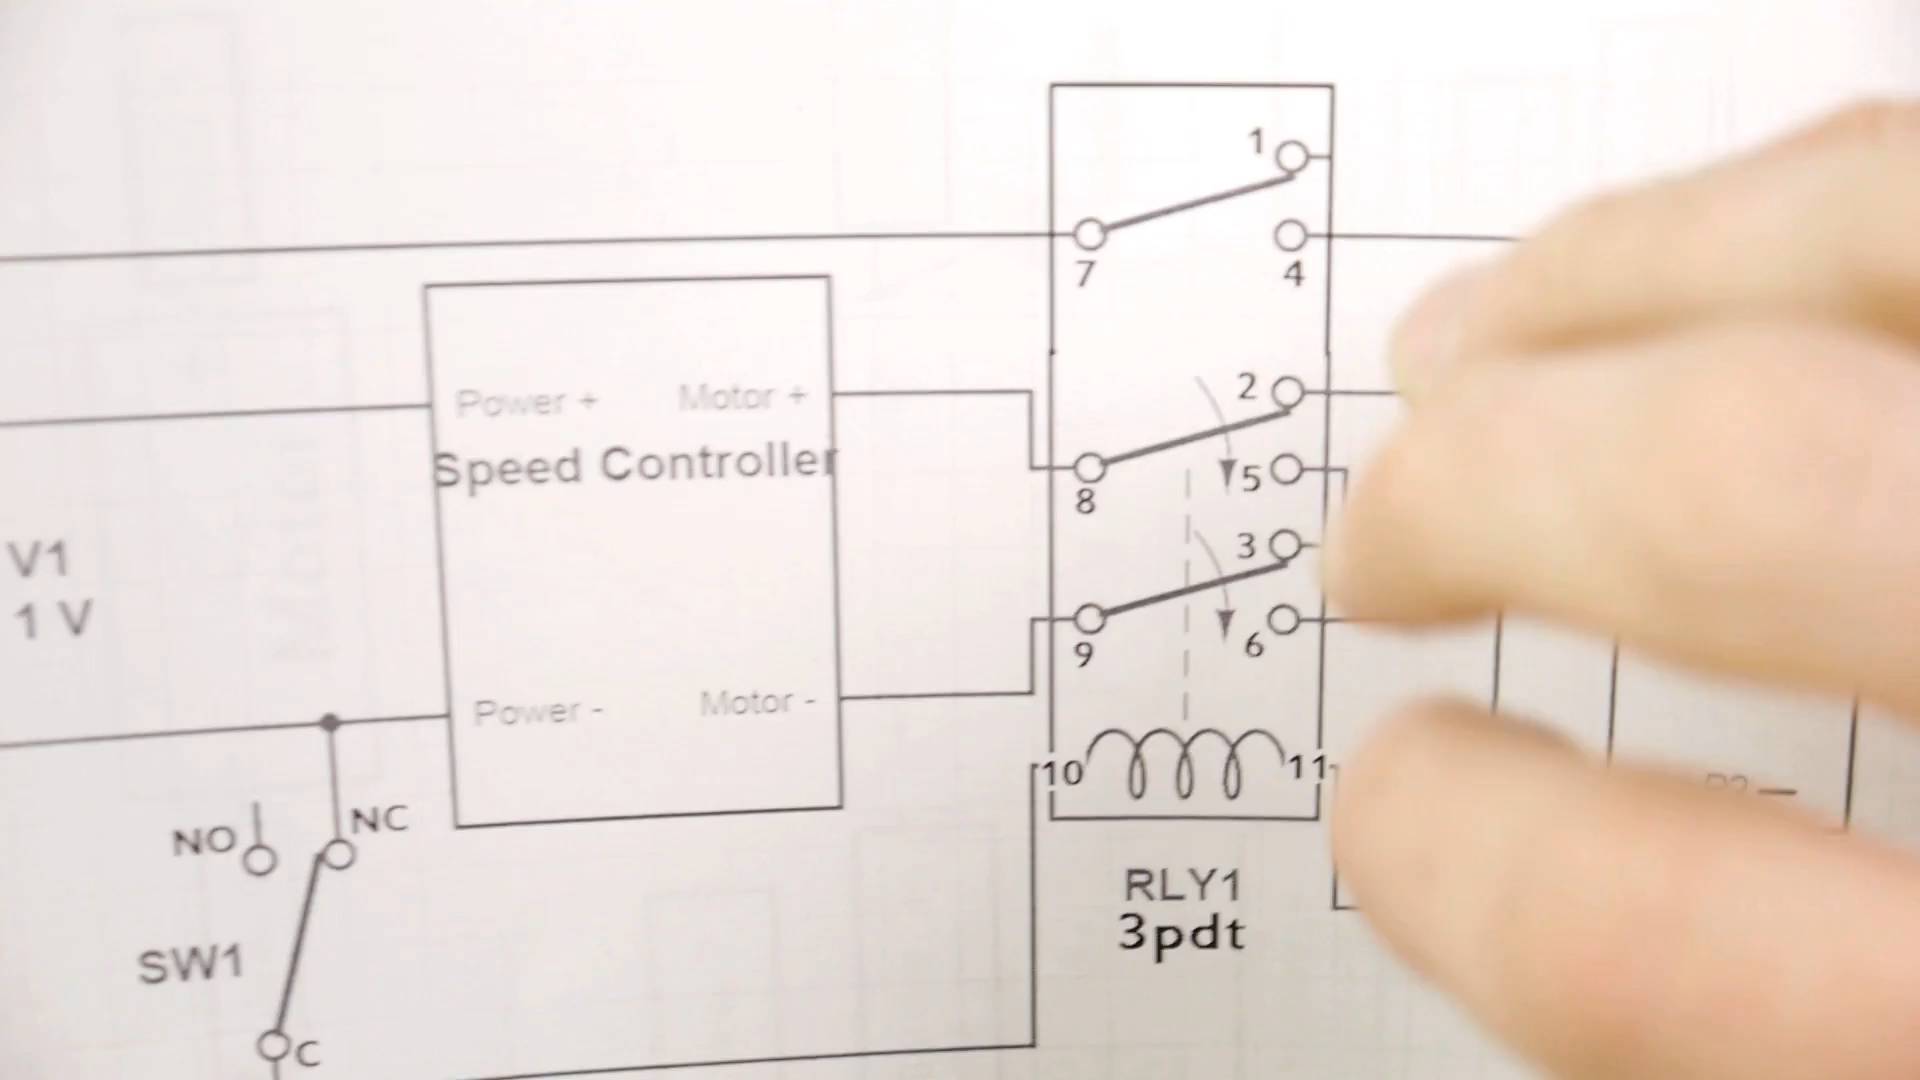 1
7
4
Power +
Motor +
2
Speed Controller
8
5
V1
1 V
3
9
6
Power -
Motor -
10
11
NO
NC
RLY1
3pdt
SW1
C